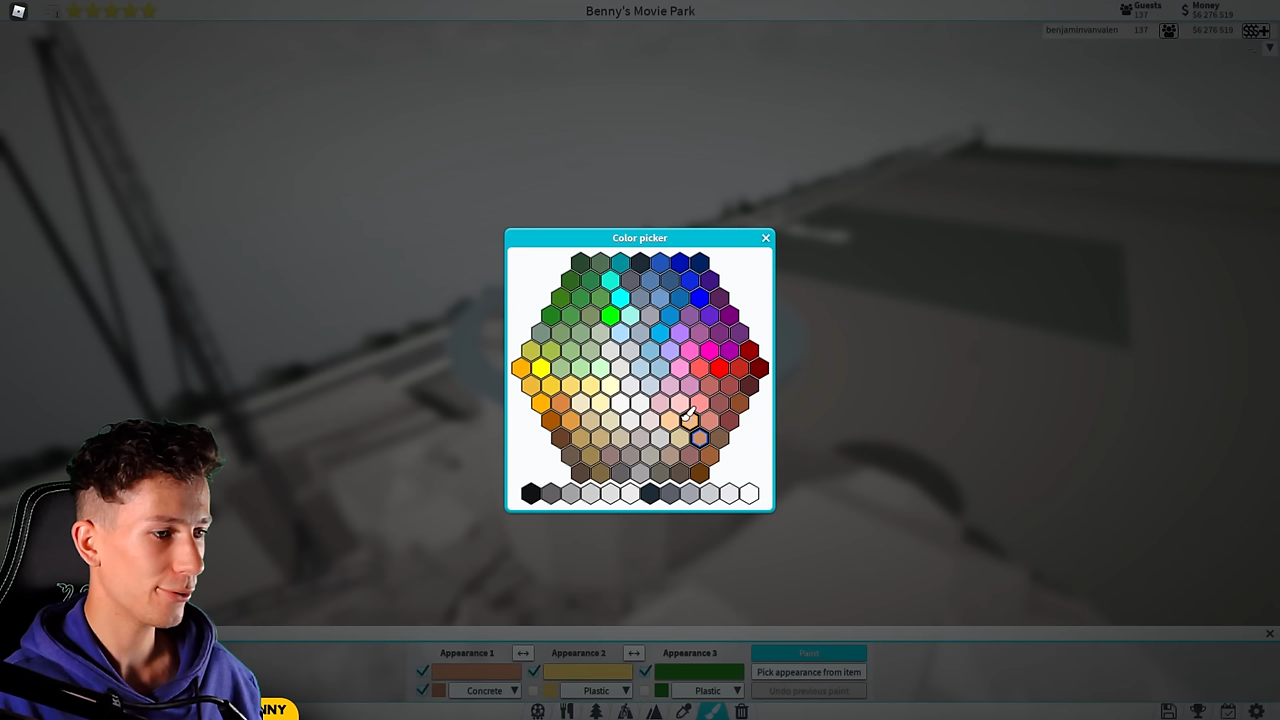 Benny's Movie Park
Guests
137
Money
$6 276 519
benjaminvanvalen 137 $6 276 519
Color picker
Appearance 1
Appearance 2
Appearance 3
Paint
Pick appearance from item
Concrete
Plastic
Plastic
Undo previous paint
NNY